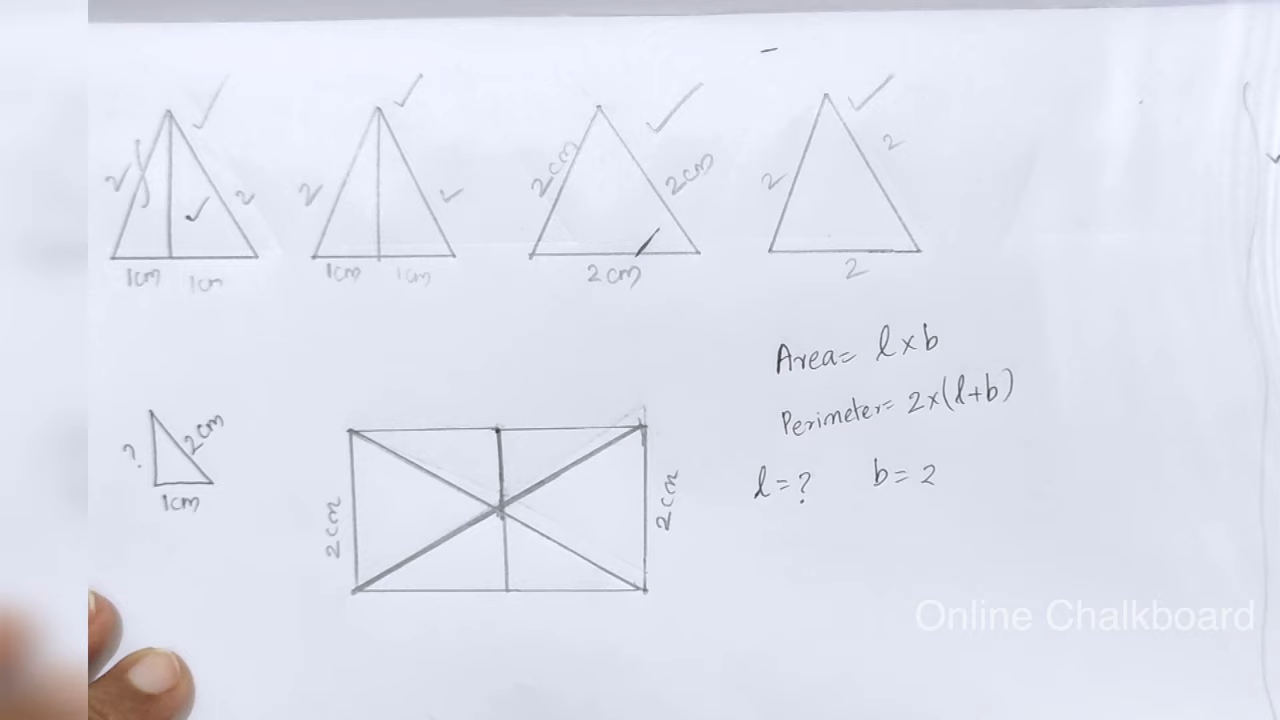 2 2 2 2cm 2cm 2 2
1cm 1cm 1cm 1cm 2cm 2
Area= l×b
Perimeter= 2×(l+b)
? 2cm
1cm
2cm 2cm
l=? b=2
Online Chalkboard